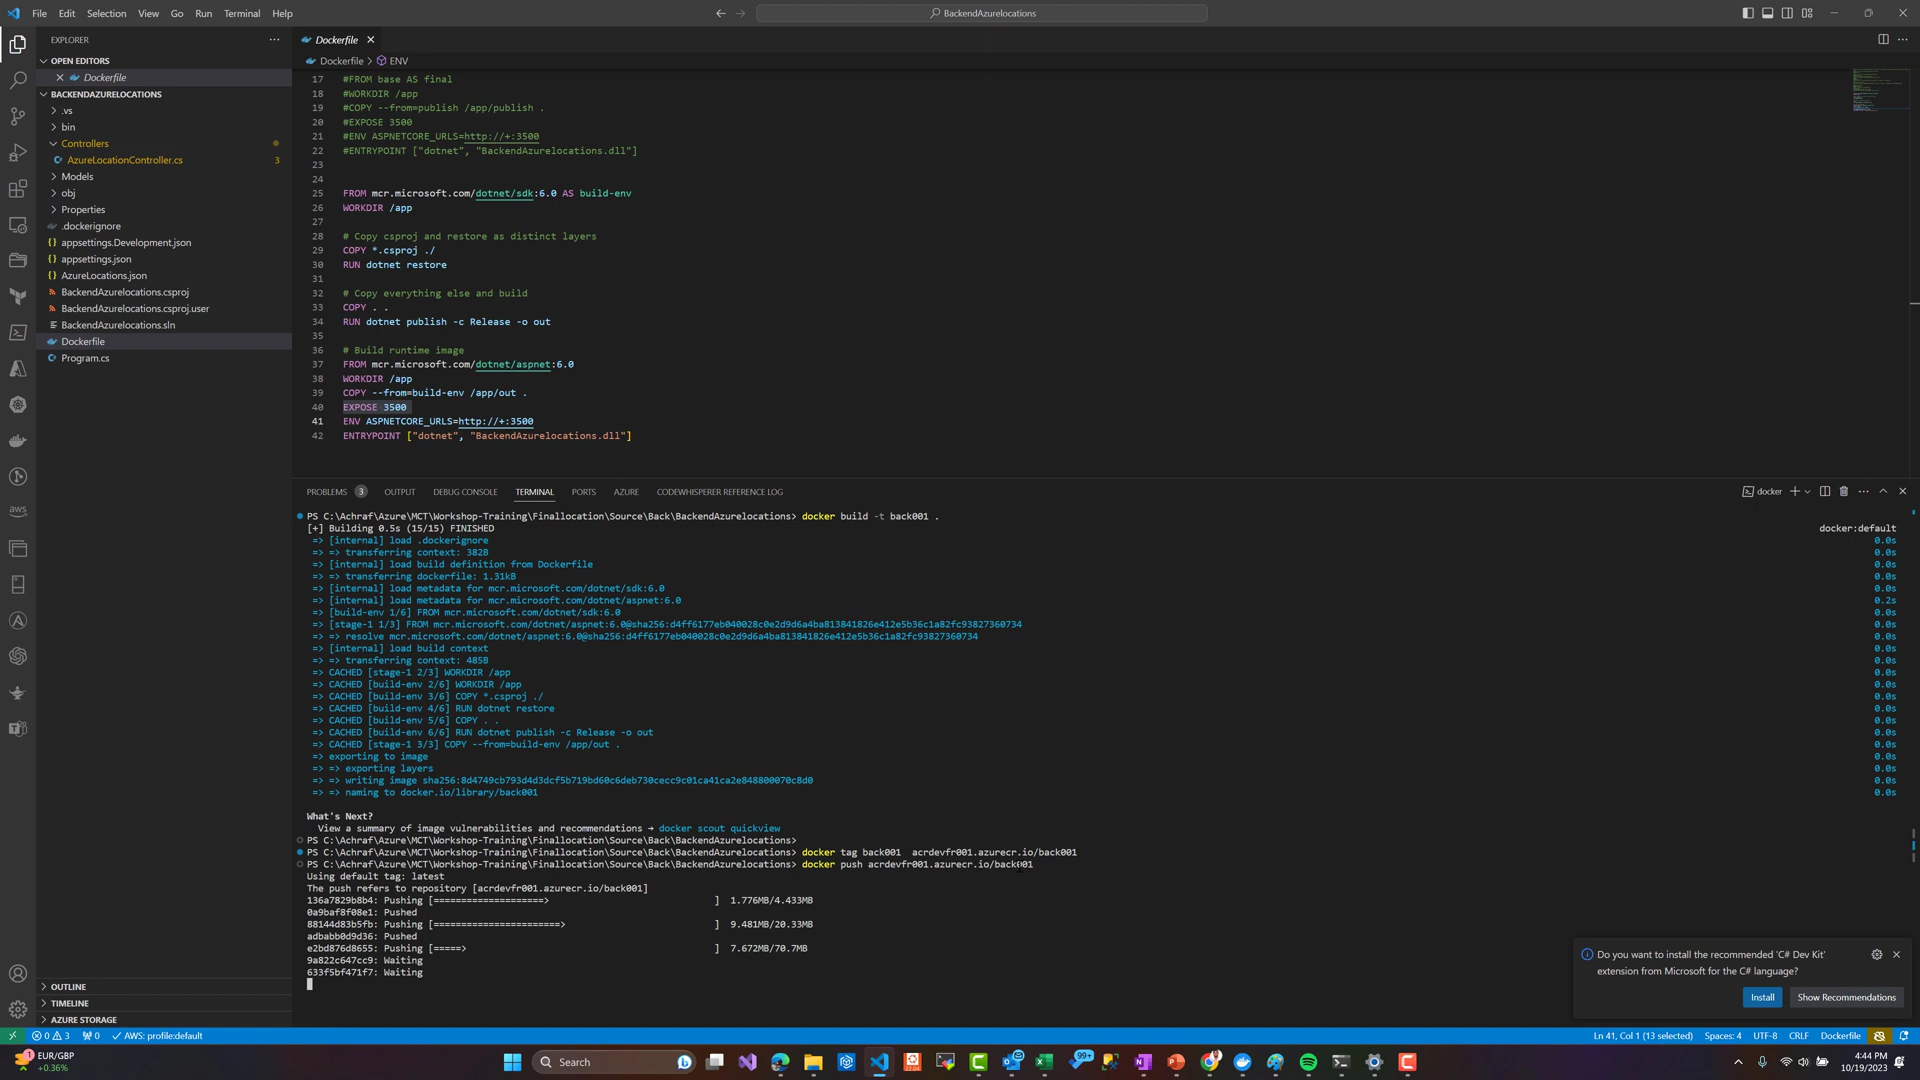 File Edit Selection View Go Run Terminal Help
BackendAzurelocations
EXPLORER
OPEN EDITORS
Dockerfile
BACKENDAZURELOCATIONS
.vs
bin
Controllers
AzureLocationController.cs 3
Models
obj
Properties
.dockerignore
appsettings.Development.json
appsettings.json
AzureLocations.json
BackendAzurelocations.csproj
BackendAzurelocations.csproj.user
BackendAzurelocations.sln
Dockerfile
Program.cs
OUTLINE
TIMELINE
AZURE STORAGE
aws
Dockerfile
Dockerfile > ENV
17 #FROM base AS final
18 #WORKDIR /app
19 #COPY --from=publish /app/publish .
20 #EXPOSE 3500
21 #ENV ASPNETCORE_URLS=http://+:3500
22 #ENTRYPOINT ["dotnet", "BackendAzurelocations.dll"]
23
24
25 FROM mcr.microsoft.com/dotnet/sdk:6.0 AS build-env
26 WORKDIR /app
27
28 # Copy csproj and restore as distinct layers
29 COPY *.csproj ./
30 RUN dotnet restore
31
32 # Copy everything else and build
33 COPY . .
34 RUN dotnet publish -c Release -o out
35
36 # Build runtime image
37 FROM mcr.microsoft.com/dotnet/aspnet:6.0
38 WORKDIR /app
39 COPY --from=build-env /app/out .
40 EXPOSE 3500
41 ENV ASPNETCORE_URLS=http://+:3500
42 ENTRYPOINT ["dotnet", "BackendAzurelocations.dll"]
PROBLEMS 3 OUTPUT DEBUG CONSOLE TERMINAL PORTS AZURE CODEWHISPERER REFERENCE LOG
docker
PS C:\Achraf\Azure\MCT\Workshop-Training\Finallocation\Source\Back\BackendAzurelocations> docker build -t back001 .
[+] Building 0.5s (15/15) FINISHED docker:default
=> [internal] load .dockerignore 0.0s
=> => transferring context: 382B 0.0s
=> [internal] load build definition from Dockerfile 0.0s
=> => transferring dockerfile: 1.31kB 0.0s
=> [internal] load metadata for mcr.microsoft.com/dotnet/sdk:6.0 0.0s
=> [internal] load metadata for mcr.microsoft.com/dotnet/aspnet:6.0 0.2s
=> [build-env 1/6] FROM mcr.microsoft.com/dotnet/sdk:6.0 0.0s
=> [stage-1 1/3] FROM mcr.microsoft.com/dotnet/aspnet:6.0@sha256:d4ff6177eb040028c0e2d9d6a4ba813841826e412e5b36c1a82fc93827360734 0.0s
=> => resolve mcr.microsoft.com/dotnet/aspnet:6.0@sha256:d4ff6177eb040028c0e2d9d6a4ba813841826e412e5b36c1a82fc93827360734 0.0s
=> [internal] load build context 0.0s
=> => transferring context: 485B 0.0s
=> CACHED [stage-1 2/3] WORKDIR /app 0.0s
=> CACHED [build-env 2/6] WORKDIR /app 0.0s
=> CACHED [build-env 3/6] COPY *.csproj ./ 0.0s
=> CACHED [build-env 4/6] RUN dotnet restore 0.0s
=> CACHED [build-env 5/6] COPY . . 0.0s
=> CACHED [build-env 6/6] RUN dotnet publish -c Release -o out 0.0s
=> CACHED [stage-1 3/3] COPY --from=build-env /app/out . 0.0s
=> exporting to image 0.0s
=> => exporting layers 0.0s
=> => writing image sha256:8d4749cb793d4d3dcf5b719bd60c6deb730cecc9c01ca41ca2e848800070c8d0 0.0s
=> => naming to docker.io/library/back001 0.0s
What's Next?
View a summary of image vulnerabilities and recommendations → docker scout quickview
PS C:\Achraf\Azure\MCT\Workshop-Training\Finallocation\Source\Back\BackendAzurelocations>
PS C:\Achraf\Azure\MCT\Workshop-Training\Finallocation\Source\Back\BackendAzurelocations> docker tag back001  acrdevfr001.azurecr.io/back001
PS C:\Achraf\Azure\MCT\Workshop-Training\Finallocation\Source\Back\BackendAzurelocations> docker push acrdevfr001.azurecr.io/back001
Using default tag: latest
The push refers to repository [acrdevfr001.azurecr.io/back001]
136a7829b8b4: Pushing [====================> ] 1.776MB/4.433MB
0a9baf8f08e1: Pushed
88144d83b5fb: Pushing [=======================> ] 9.481MB/20.33MB
adbabb0d9d36: Pushed
e2bd876d8655: Pushing [=====> ] 7.672MB/70.7MB
9a822c647cc9: Waiting
633f5bf471f7: Waiting
Do you want to install the recommended 'C# Dev Kit'
extension from Microsoft for the C# language?
Install Show Recommendations
0 3 0 AWS: profile:default
Ln 41, Col 1 (13 selected) Spaces: 4 UTF-8 CRLF Dockerfile
1 EUR/GBP
+0.36%
Search
99+
4:44 PM
10/19/2023